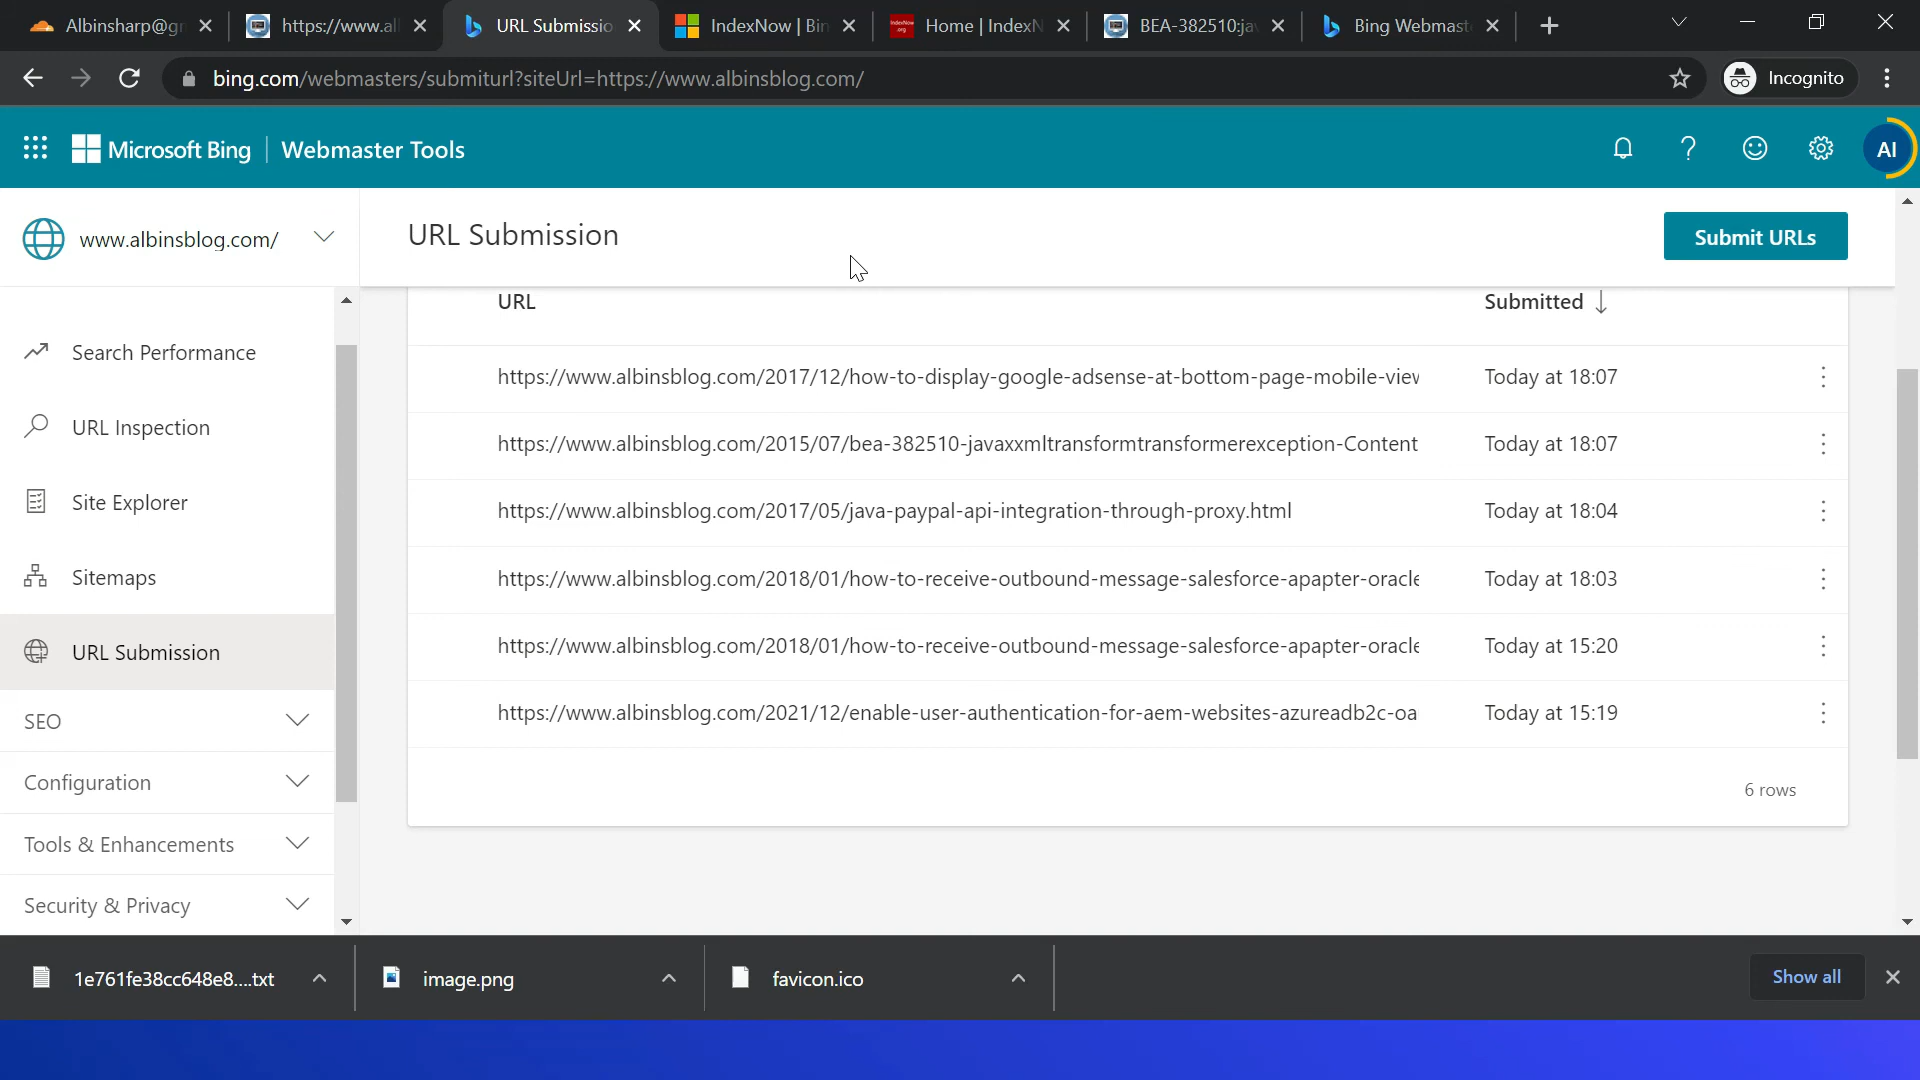 Albinsharp@gm
https://www.all
URL Submissio
IndexNow | Bin
Home | IndexN
BEA-382510:jav
Bing Webmast
bing.com/webmasters/submiturl?siteUrl=https://www.albinsblog.com/
Incognito
Microsoft Bing | Webmaster Tools
AI
www.albinsblog.com/
URL Submission
Submit URLs
Search Performance
URL Inspection
Site Explorer
Sitemaps
URL Submission
SEO
Configuration
Tools & Enhancements
Security & Privacy
URL Submitted
https://www.albinsblog.com/2017/12/how-to-display-google-adsense-at-bottom-page-mobile-view Today at 18:07
https://www.albinsblog.com/2015/07/bea-382510-javaxxmltransformtransformerexception-Content Today at 18:07
https://www.albinsblog.com/2017/05/java-paypal-api-integration-through-proxy.html Today at 18:04
https://www.albinsblog.com/2018/01/how-to-receive-outbound-message-salesforce-apapter-oracle Today at 18:03
https://www.albinsblog.com/2018/01/how-to-receive-outbound-message-salesforce-apapter-oracle Today at 15:20
https://www.albinsblog.com/2021/12/enable-user-authentication-for-aem-websites-azureadb2c-oa Today at 15:19
6 rows
1e761fe38cc648e8....txt
image.png
favicon.ico
Show all